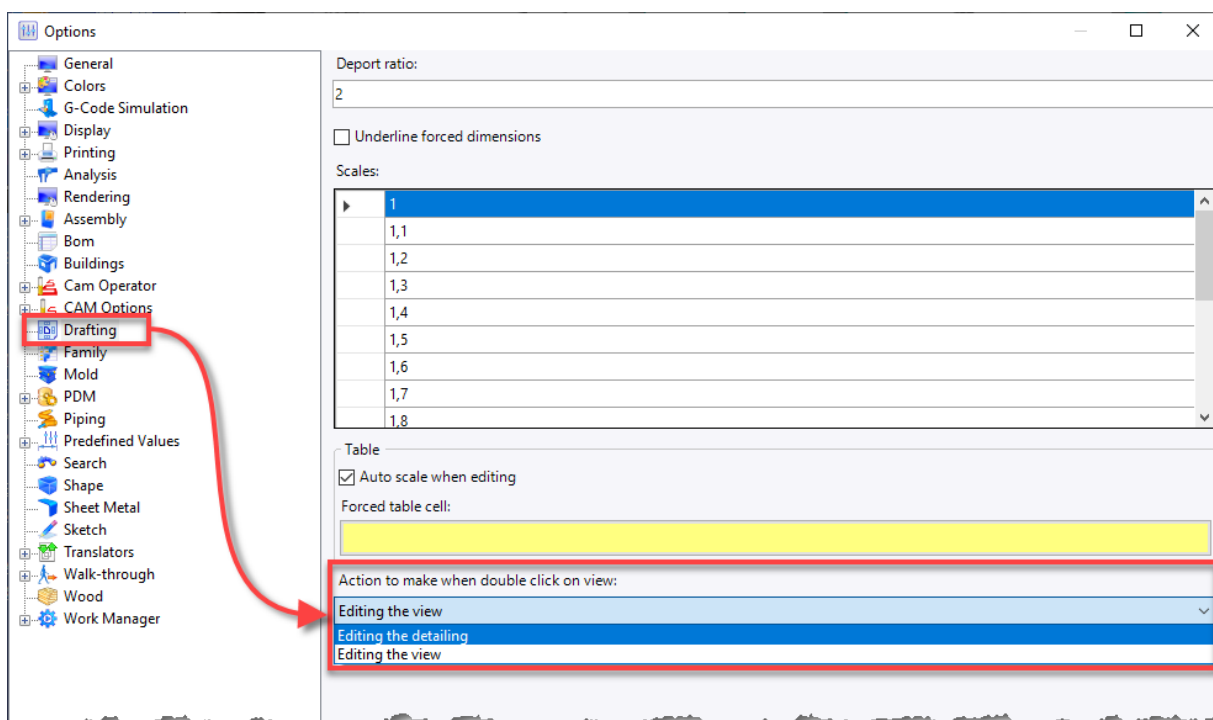 Options
General
Colors
G-Code Simulation
Display
Printing
Analysis
Rendering
Assembly
Bom
Buildings
Cam Operator
CAM Options
Drafting
Family
Mold
PDM
Piping
Predefined Values
Search
Shape
Sheet Metal
Sketch
Translators
Walk-through
Wood
Work Manager
Deport ratio:
2
Underline forced dimensions
Scales:
1
1,1
1,2
1,3
1,4
1,5
1,6
1,7
1,8
Table
Auto scale when editing
Forced table cell:
Action to make when double click on view:
Editing the view
Editing the detailing
Editing the view